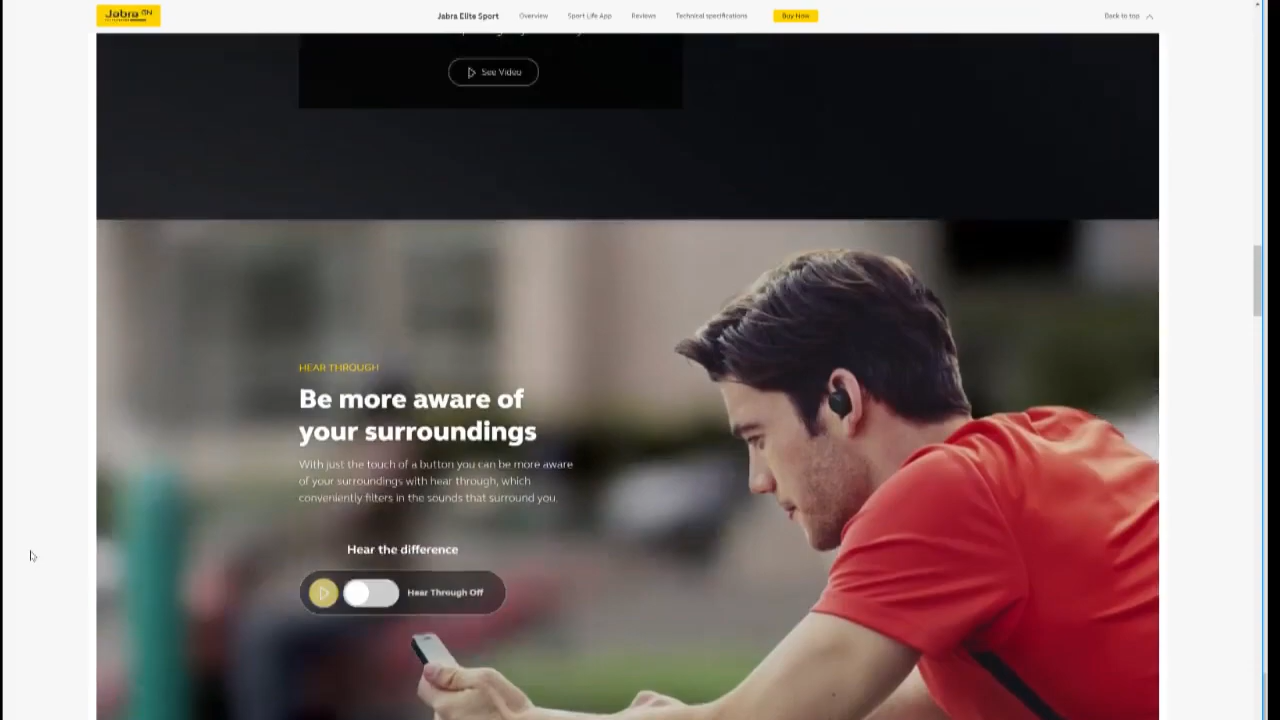 Jabra GN
Jabra Elite Sport
Overview
Sport Life App
Reviews
Technical specifications
Buy Now
Back to top
See Video
HEAR THROUGH
Be more aware of
your surroundings
With just the touch of a button you can be more aware
of your surroundings with hear through, which
conveniently filters in the sounds that surround you.
Hear the difference
Hear Through Off